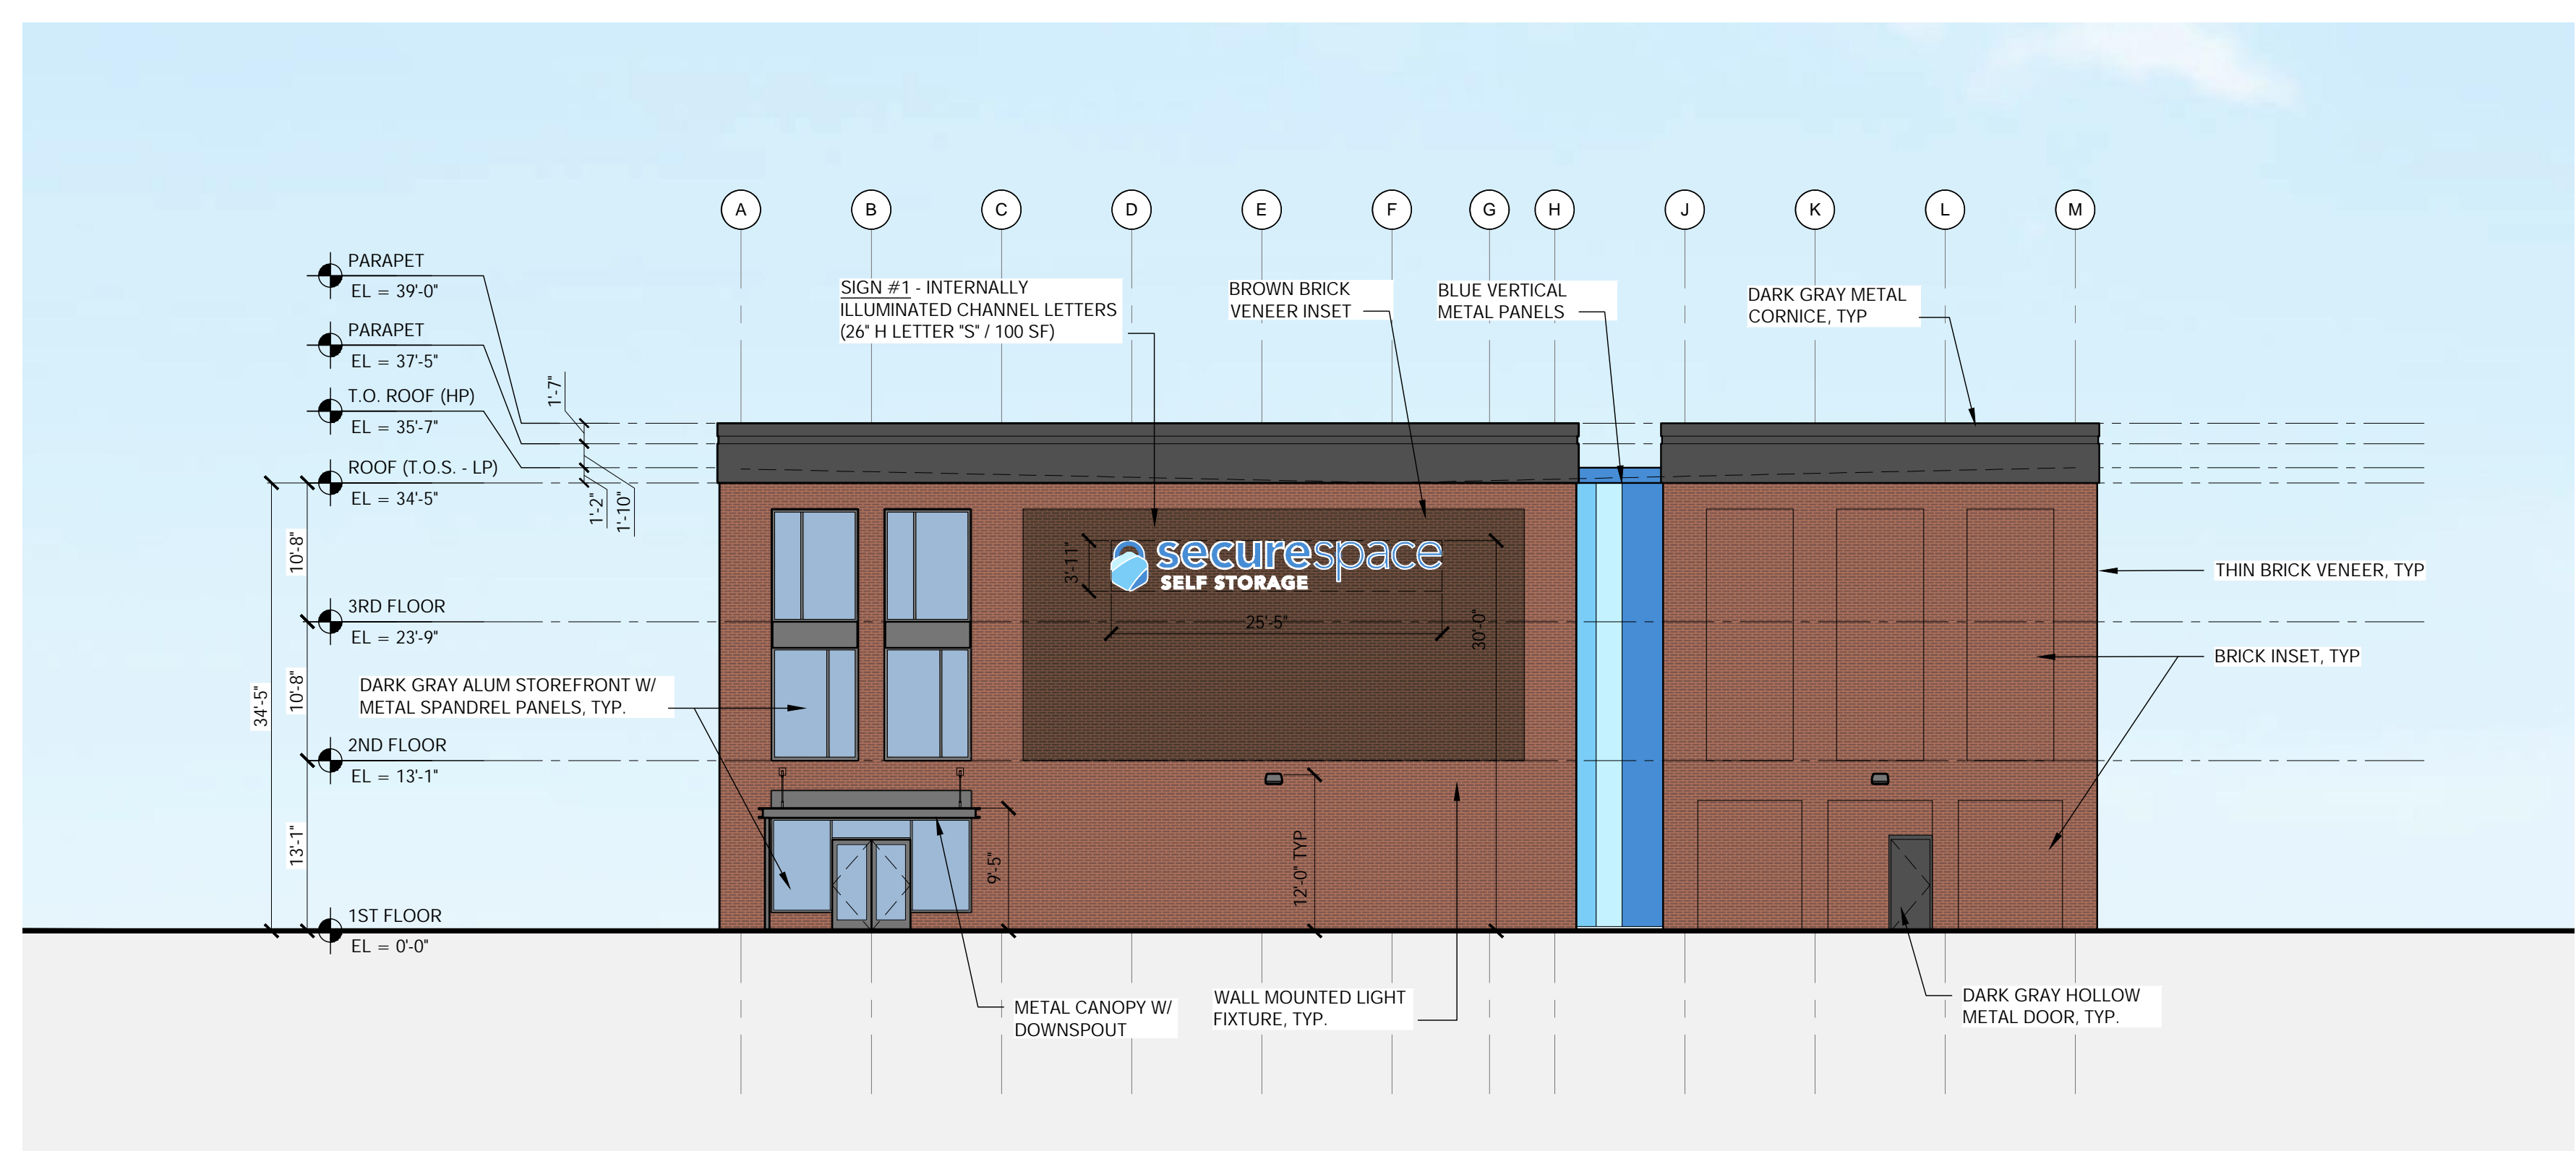 A
B
C
D
E
F
G
H
J
K
L
M
PARAPET
EL = 39'-0"
PARAPET
EL = 37'-5"
T.O. ROOF (HP)
EL = 35'-7"
ROOF (T.O.S. - LP)
EL = 34'-5"
3RD FLOOR
EL = 23'-9"
2ND FLOOR
EL = 13'-1"
1ST FLOOR
EL = 0'-0"
34'-5"
10'-8"
10'-8"
13'-1"
1'-7"
1'-2"
1'-10"
SIGN #1 - INTERNALLY
ILLUMINATED CHANNEL LETTERS
(26" H LETTER "S" / 100 SF)
BROWN BRICK
VENEER INSET
BLUE VERTICAL
METAL PANELS
DARK GRAY METAL
CORNICE, TYP
securespace
SELF STORAGE
3'-11"
25'-5"
30'-0"
THIN BRICK VENEER, TYP
BRICK INSET, TYP
DARK GRAY ALUM STOREFRONT W/
METAL SPANDREL PANELS, TYP.
9'-5"
12'-0" TYP
METAL CANOPY W/
DOWNSPOUT
WALL MOUNTED LIGHT
FIXTURE, TYP.
DARK GRAY HOLLOW
METAL DOOR, TYP.